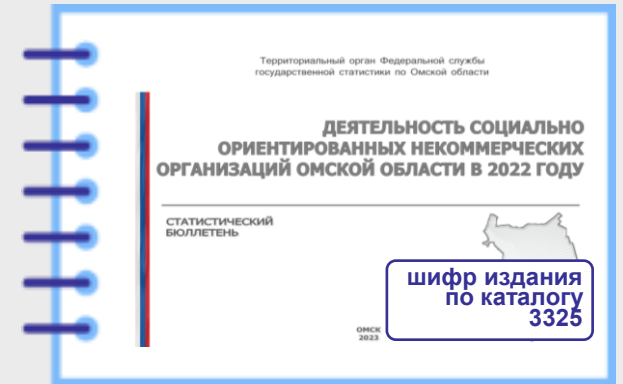 Территориальный орган Федеральной службы
государственной статистики по Омской области
ДЕЯТЕЛЬНОСТЬ СОЦИАЛЬНО
ОРИЕНТИРОВАННЫХ НЕКОММЕРЧЕСКИХ
ОРГАНИЗАЦИЙ ОМСКОЙ ОБЛАСТИ В 2022 ГОДУ
СТАТИСТИЧЕСКИЙ
БЮЛЛЕТЕНЬ
шифр издания
по каталогу
3325
ОМСК
2023